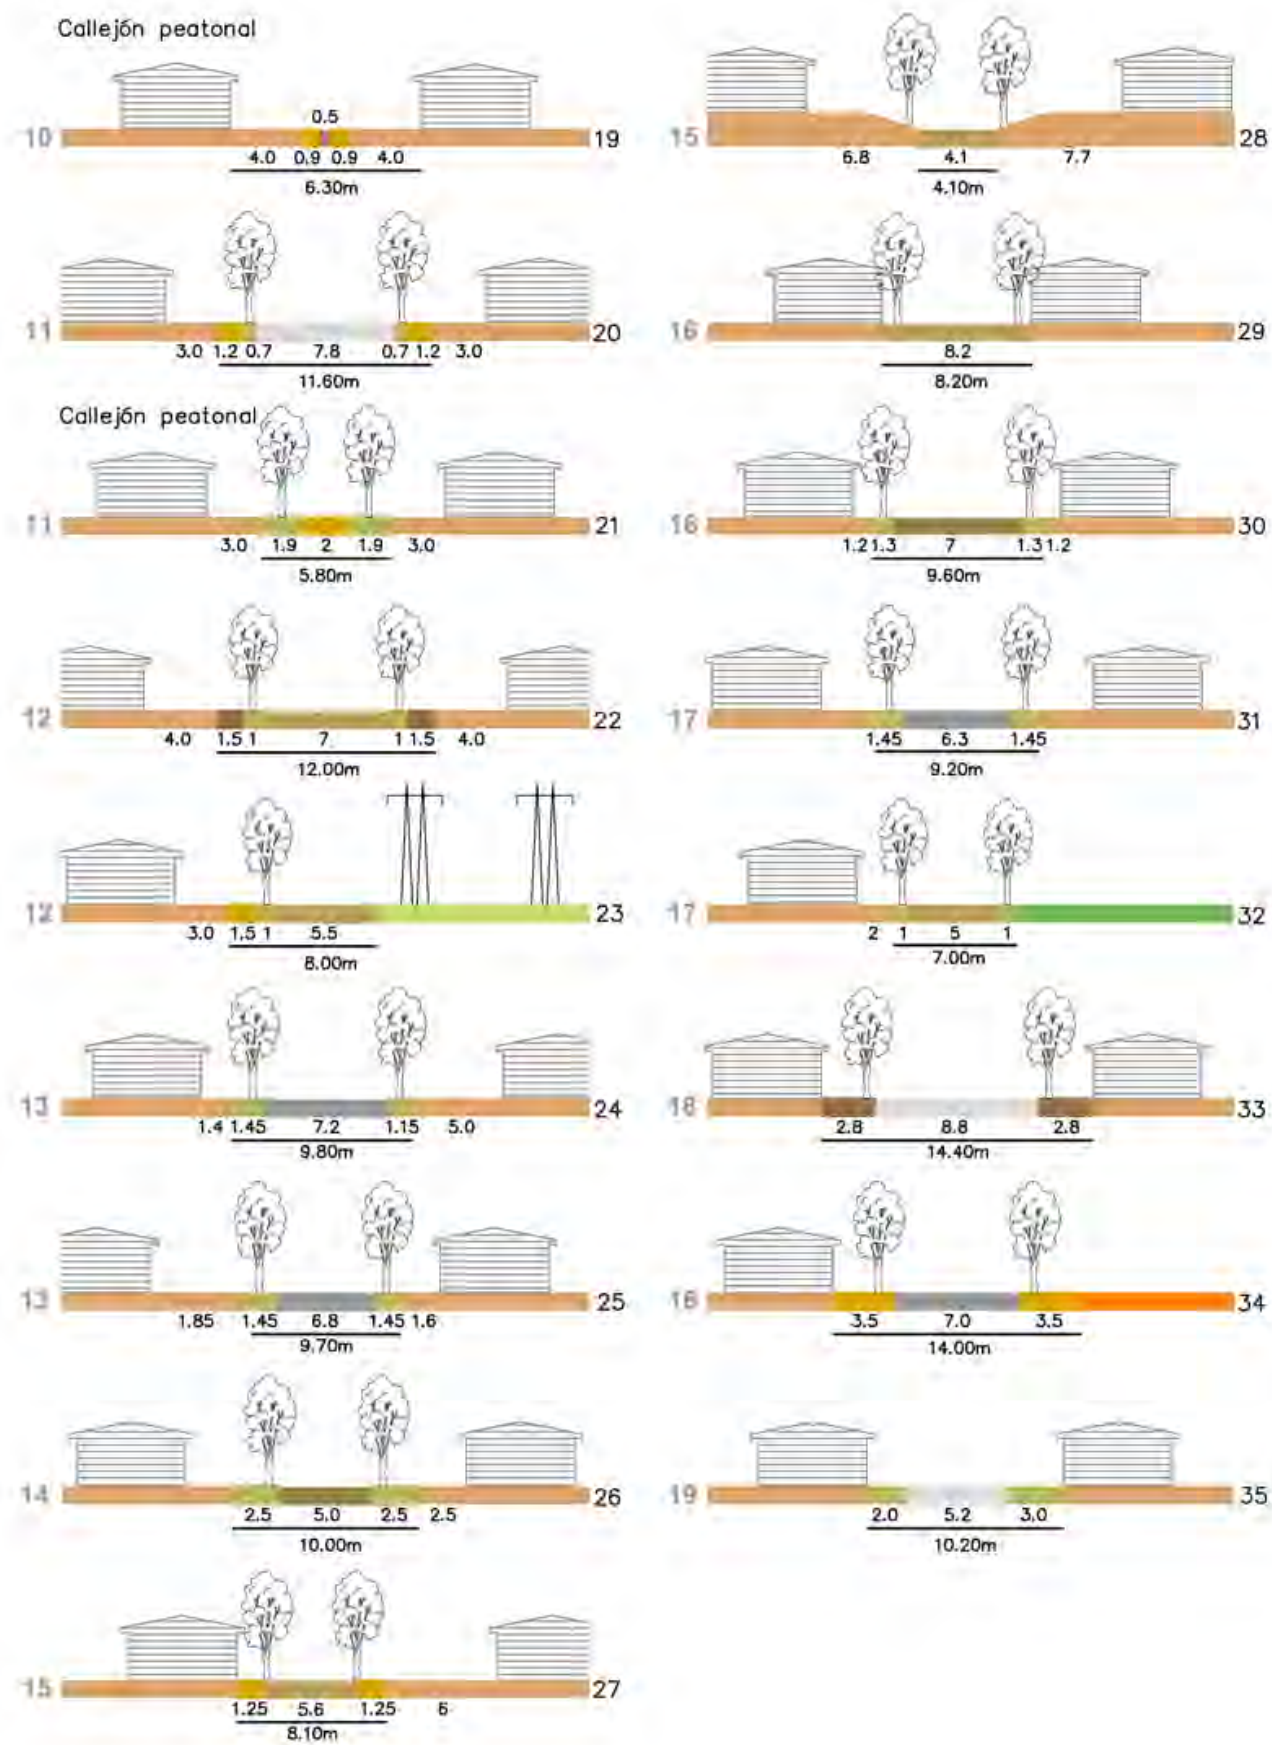 Callejón peatonal
0.5
10 19
4.0 0.9 0.9 4.0
6.30m
11 20
3.0 1.2 0.7 7.8 0.7 1.2 3.0
11.60m
Callejón peatonal
11 21
3.0 1.9 2 1.9 3.0
5.80m
12 22
4.0 1.5 1 7 1 1.5 4.0
12.00m
12 23
3.0 1.5 1 5.5
8.00m
13 24
1.4 1.45 7.2 1.15 5.0
9.80m
13 25
1.85 1.45 6.8 1.45 1.6
9.70m
14 26
2.5 5.0 2.5 2.5
10.00m
15 27
1.25 5.6 1.25 6
8.10m
15 28
6.8 4.1 7.7
4.10m
16 29
8.2
8.20m
16 30
1.2 1.3 7 1.3 1.2
9.60m
17 31
1.45 6.3 1.45
9.20m
17 32
2 1 5 1
7.00m
18 33
2.8 8.8 2.8
14.40m
16 34
3.5 7.0 3.5
14.00m
19 35
2.0 5.2 3.0
10.20m